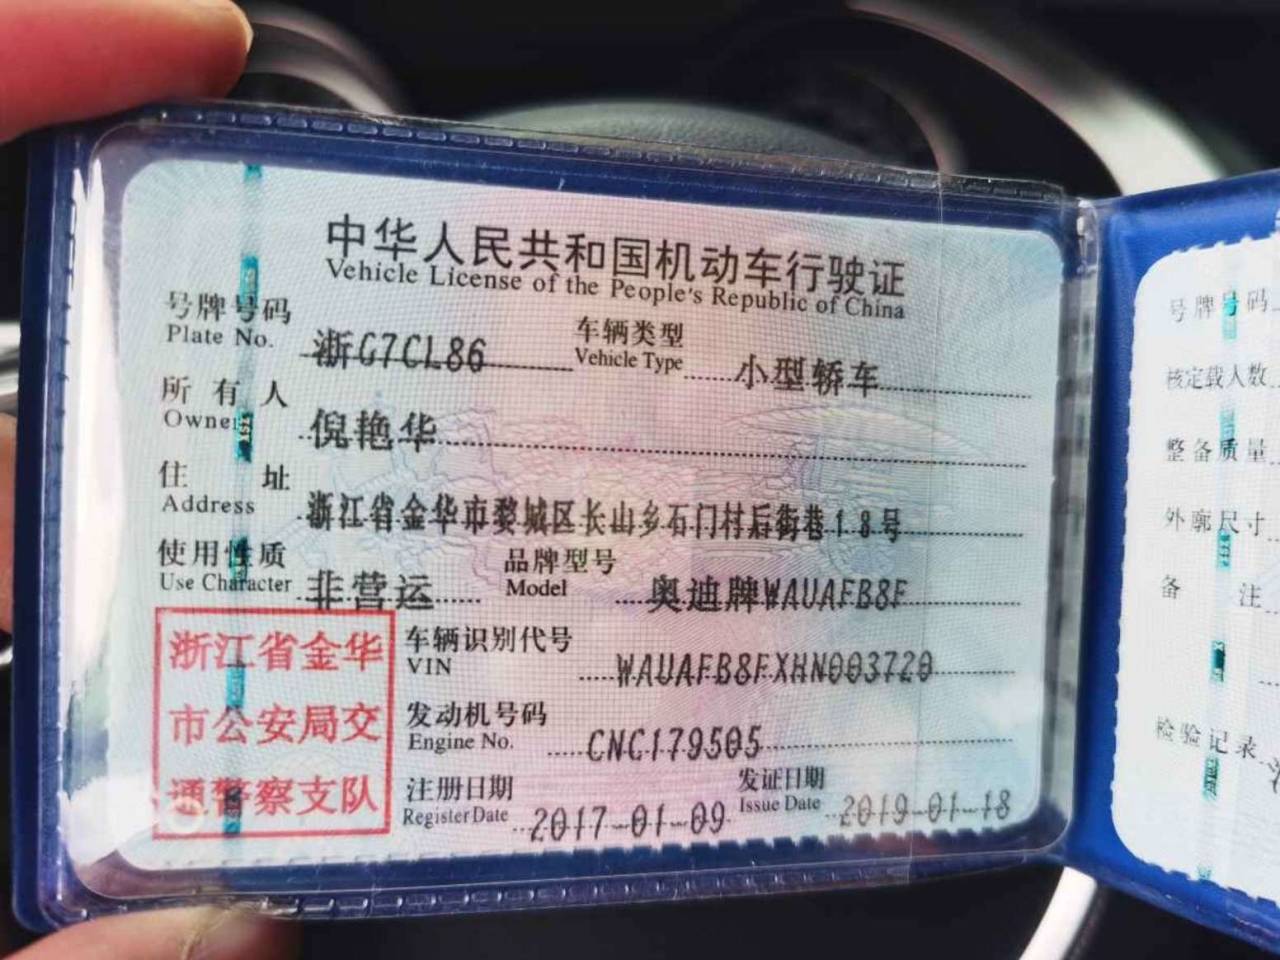 中华人民共和国机动车行驶证
Vehicle License of the People's Republic of China
号牌号码 浙G7CL86 车辆类型 小型轿车
Plate No. Vehicle Type
所有人 倪艳华
Owner
住址 浙江省金华市婺城区长山乡石门村后街巷18号
Address
使用性质 非营运 品牌型号 奥迪牌WAUAFB8F
Use Character Model
车辆识别代号 WAUAFB8FXHN003720
VIN
发动机号码 CNC179505
Engine No.
注册日期 2017-01-09 发证日期 2019-01-18
Register Date Issue Date
浙江省金华
市公安局交
通警察支队
号牌号码
核定载人数
整备质量
外廓尺寸
备注
检验记录